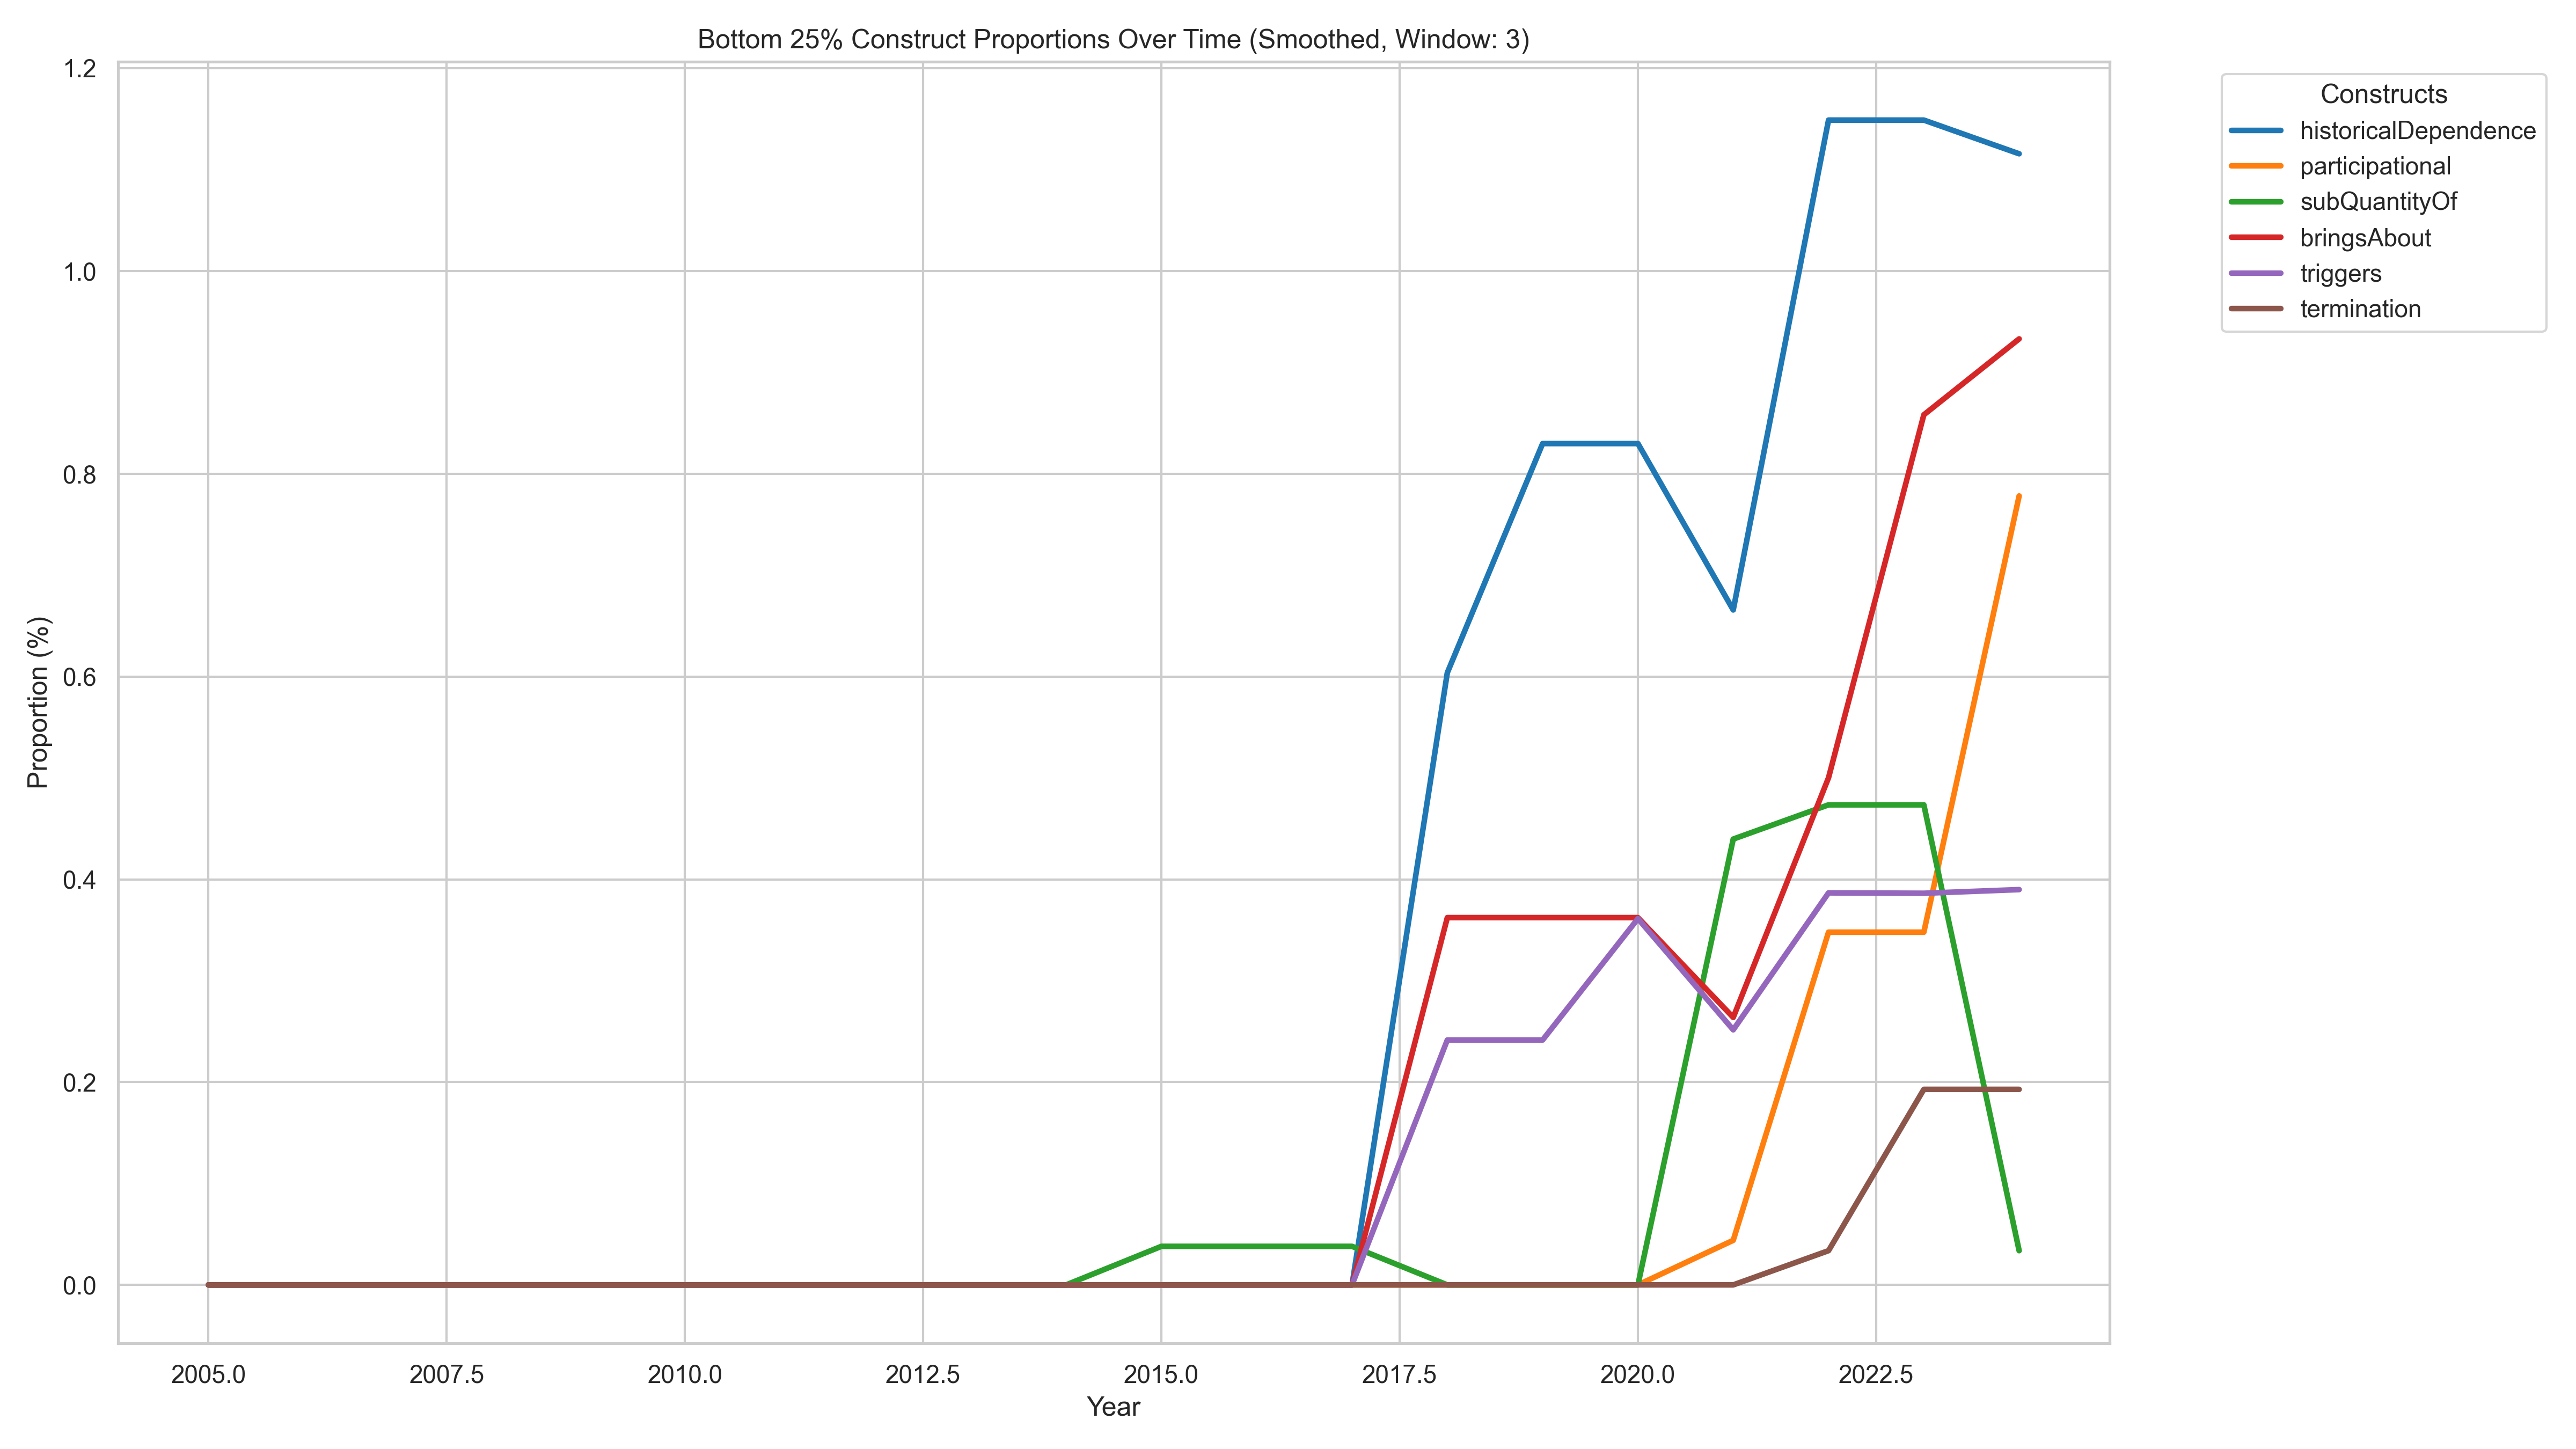 Bottom 25% Construct Proportions Over Time (Smoothed, Window: 3)
Proportion (%)
1.2
1.0
0.8
0.6
0.4
0.2
0.0
2005.0
2007.5
2010.0
2012.5
2015.0
2017.5
2020.0
2022.5
Year
Constructs
historicalDependence
participational
subQuantityOf
bringsAbout
triggers
termination